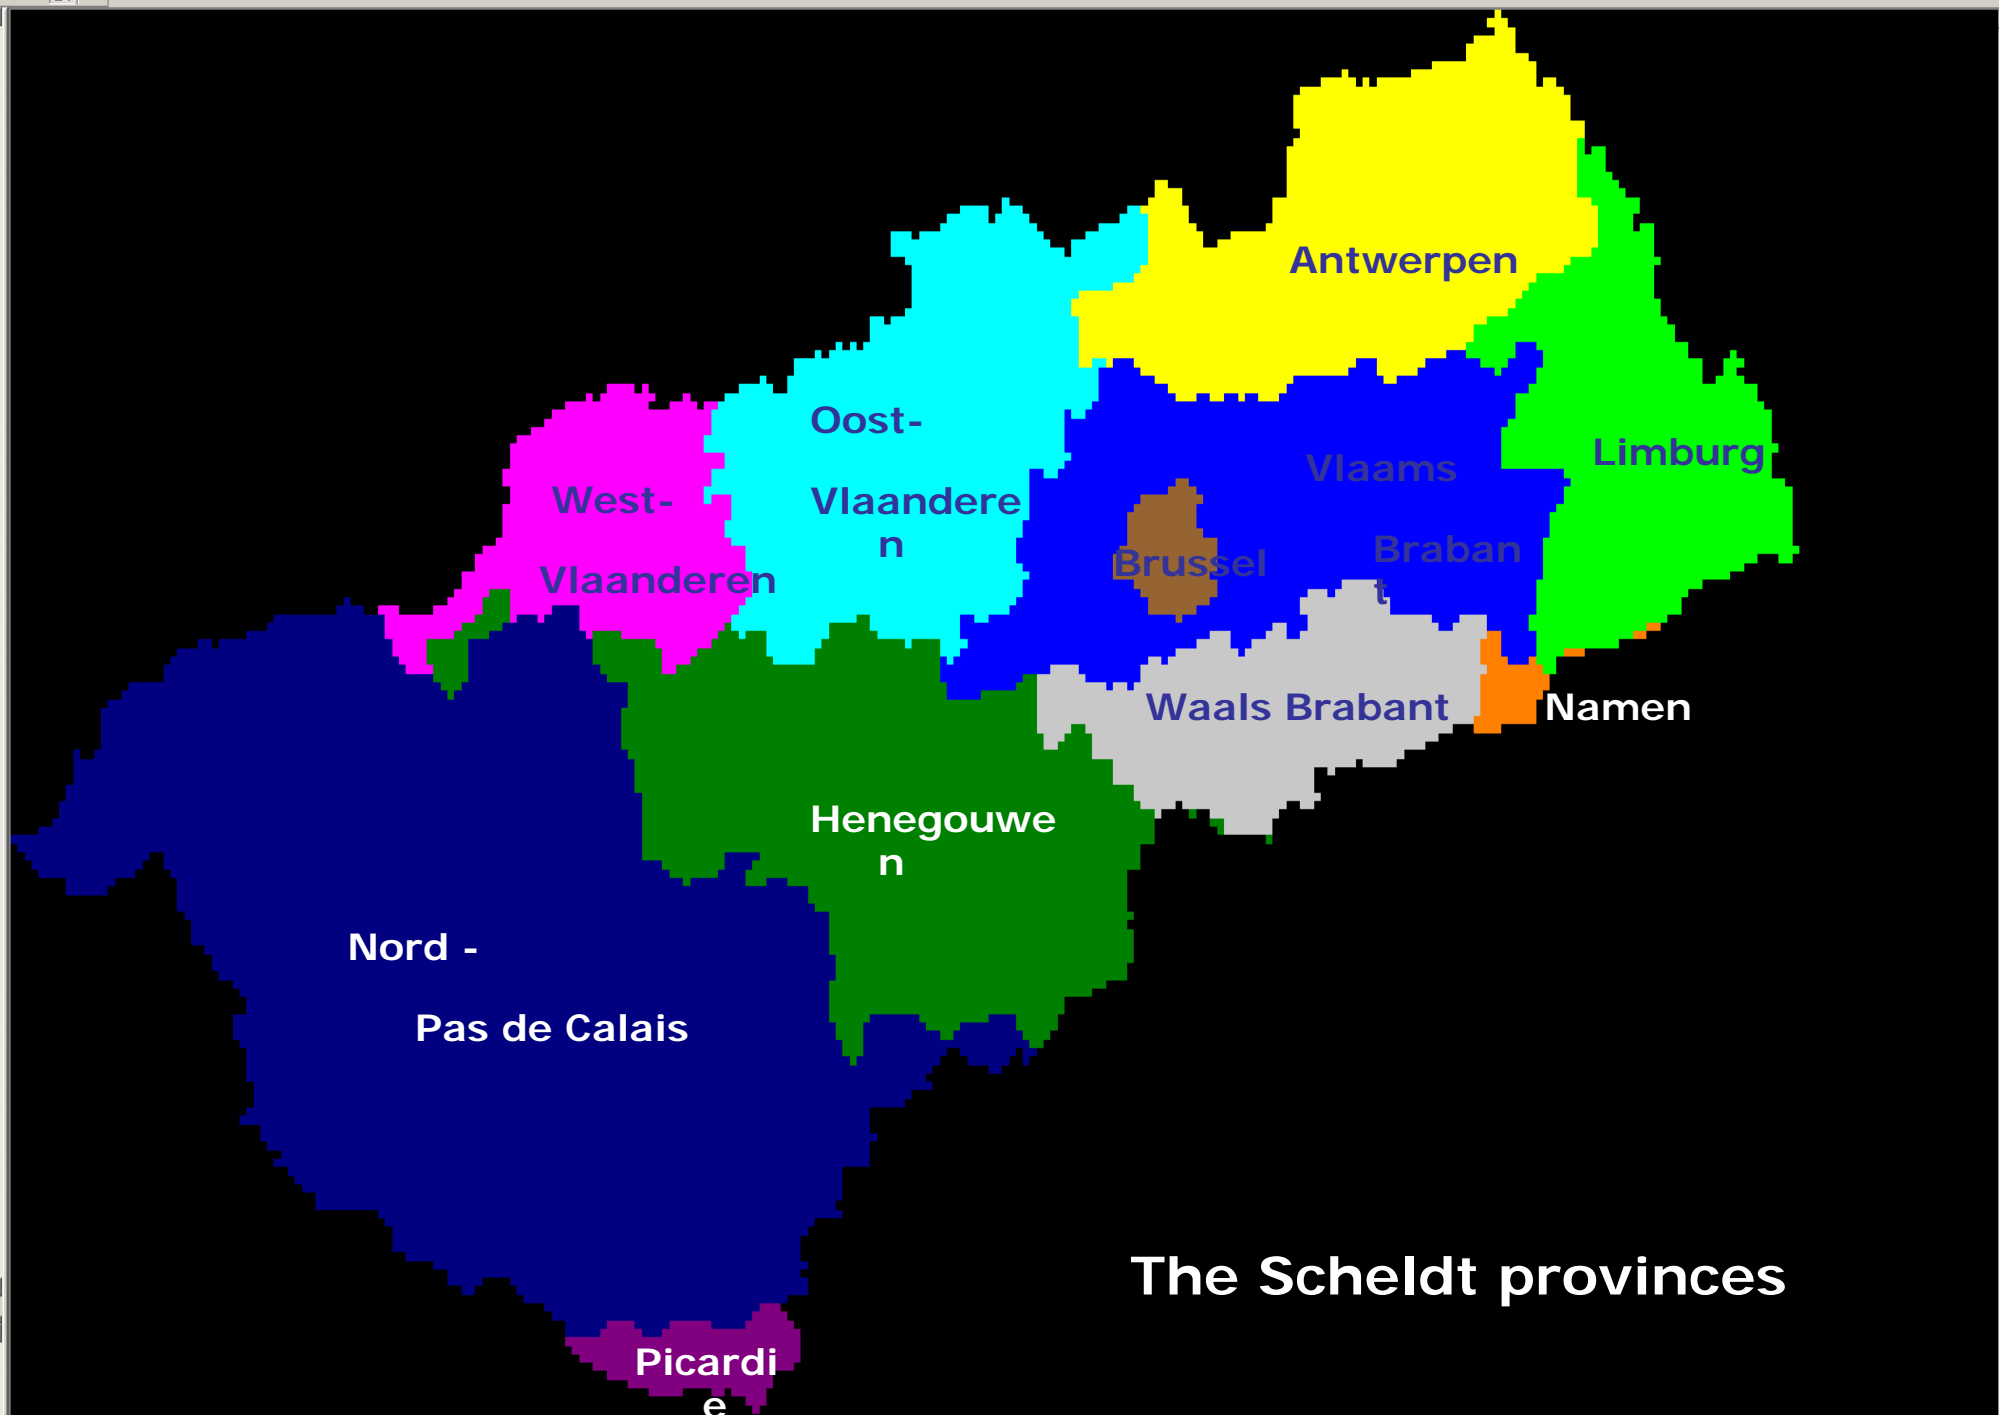 Antwerpen
Oost-
Vlaandere
n
Limburg
Vlaams
Braban
t
West-
Vlaanderen
Brussel
Waals Brabant
Namen
Henegouwe
n
Nord -
Pas de Calais
The Scheldt provinces
Picardi
e